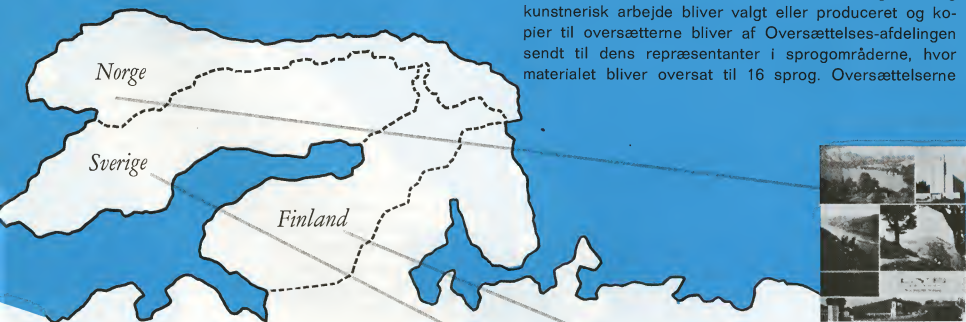 kunstnerisk arbejde bliver valgt eller produceret og ko-
pier til oversætterne bliver af Oversættelses-afdelingen
sendt til dens repræsentanter i sprogområderne, hvor
materialet bliver oversat til 16 sprog. Oversættelserne
Norge
Sverige
Finland